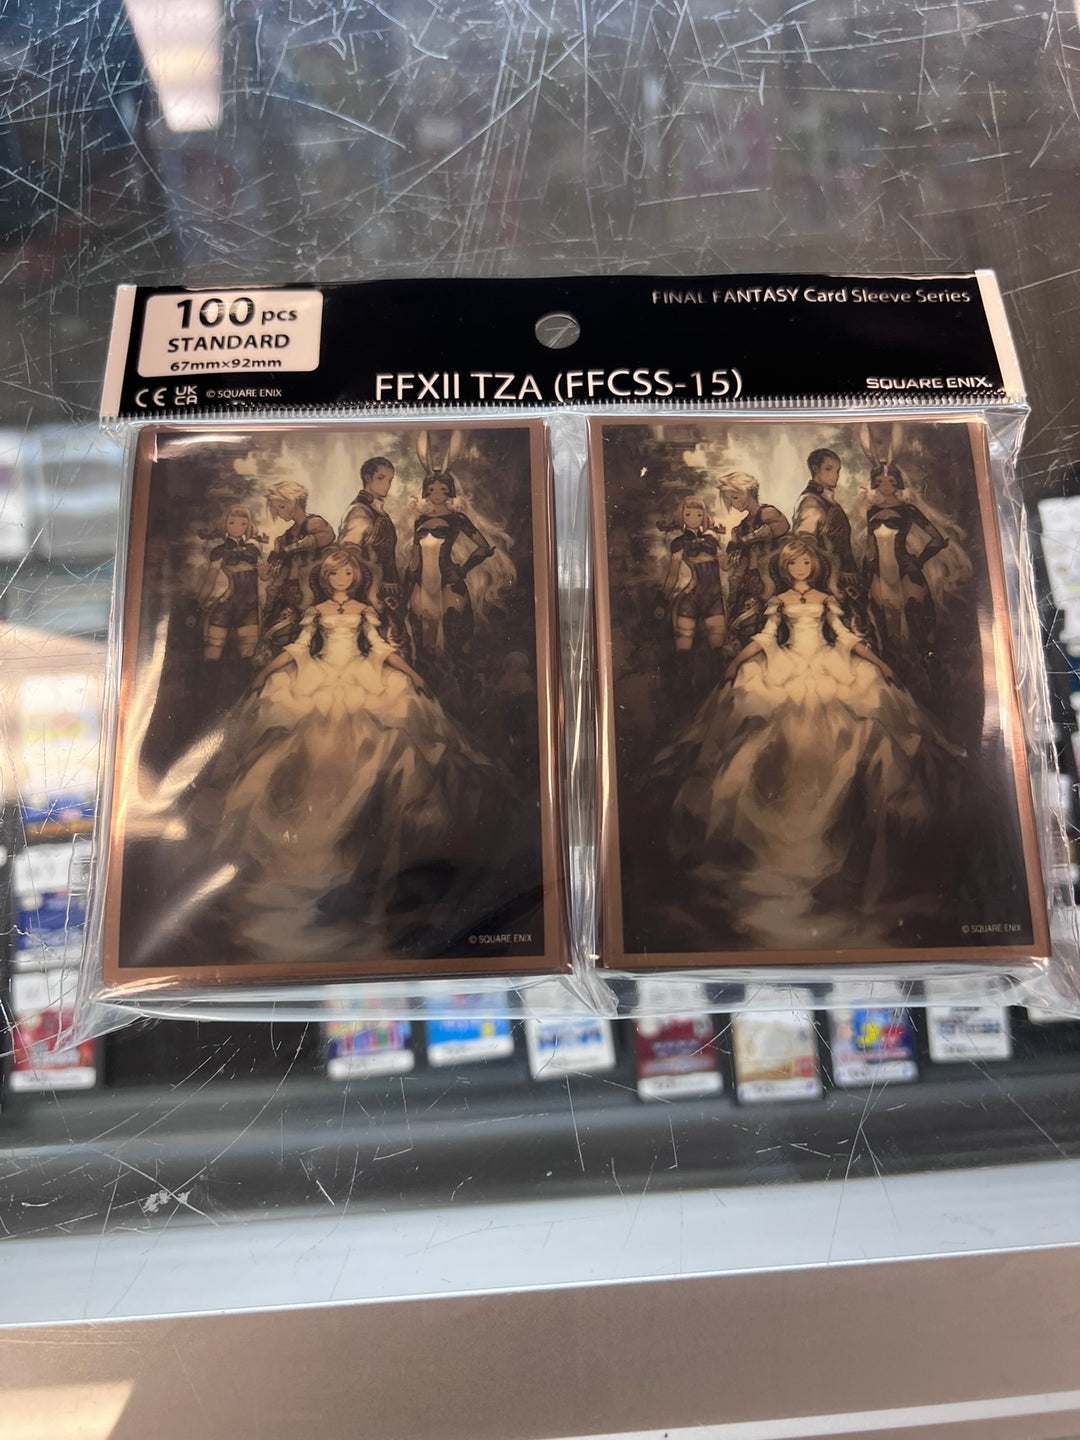 100 pcs
STANDARD
67mm×92mm
CE UK CA © SQUARE ENIX
FINAL FANTASY Card Sleeve Series
FFXII TZA (FFCSS-15)
SQUARE ENIX.
© SQUARE ENIX
© SQUARE ENIX